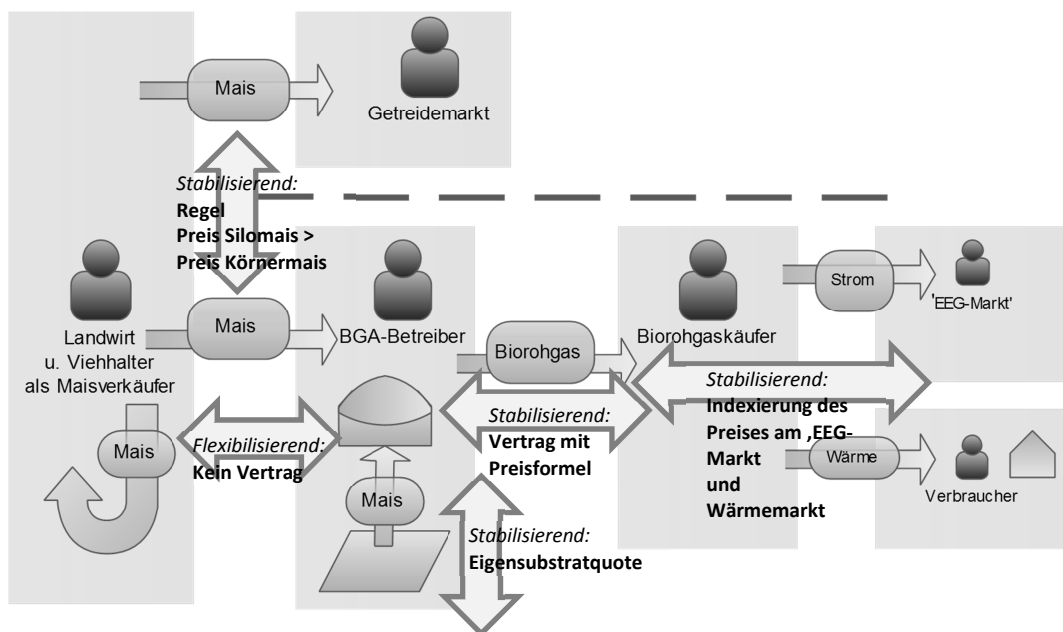 Mais
Getreidemarkt
Stabilisierend:
Regel
Preis Silomais >
Preis Körnermais
Landwirt
u. Viehhalter
als Maisverkäufer
Mais
BGA-Betreiber
Biorohgas
Biorohgaskäufer
Strom
'EEG-Markt'
Mais
Flexibilisierend:
Kein Vertrag
Mais
Stabilisierend:
Vertrag mit
Preisformel
Stabilisierend:
Eigensubstratquote
Stabilisierend:
Indexierung des
Preises am ‚EEG-
Markt
und
Wärmemarkt
Wärme
Verbraucher